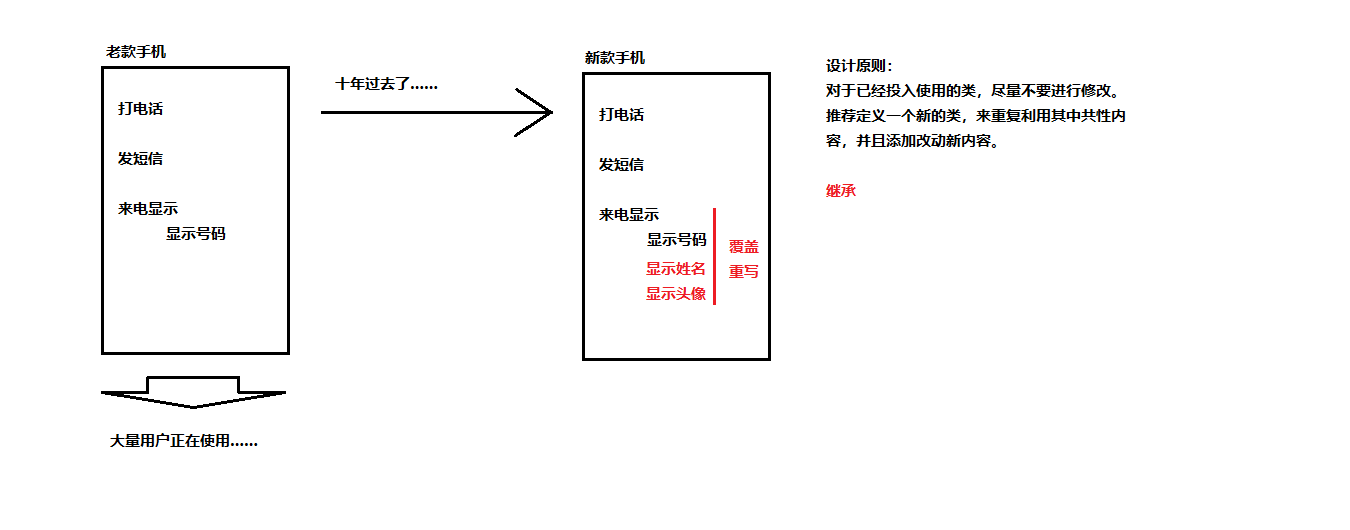 老款手机
打电话
发短信
来电显示
显示号码
大量用户正在使用......
十年过去了......
新款手机
打电话
发短信
来电显示
显示号码
显示姓名
显示头像
覆盖
重写
设计原则：
对于已经投入使用的类，尽量不要进行修改。
推荐定义一个新的类，来重复利用其中共性内
容，并且添加改动新内容。
继承